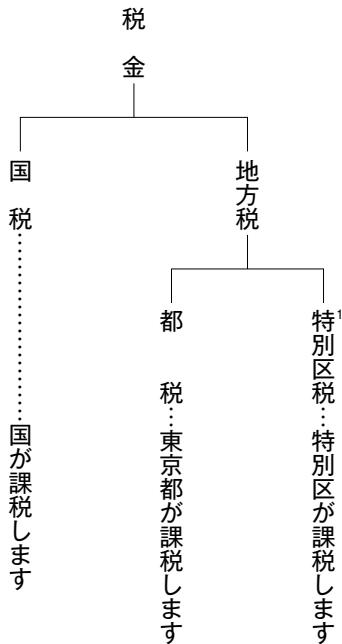 税金
地方税
特別区税…特別区が課税します
1
都税…東京都が課税します
国税……………………国が課税します